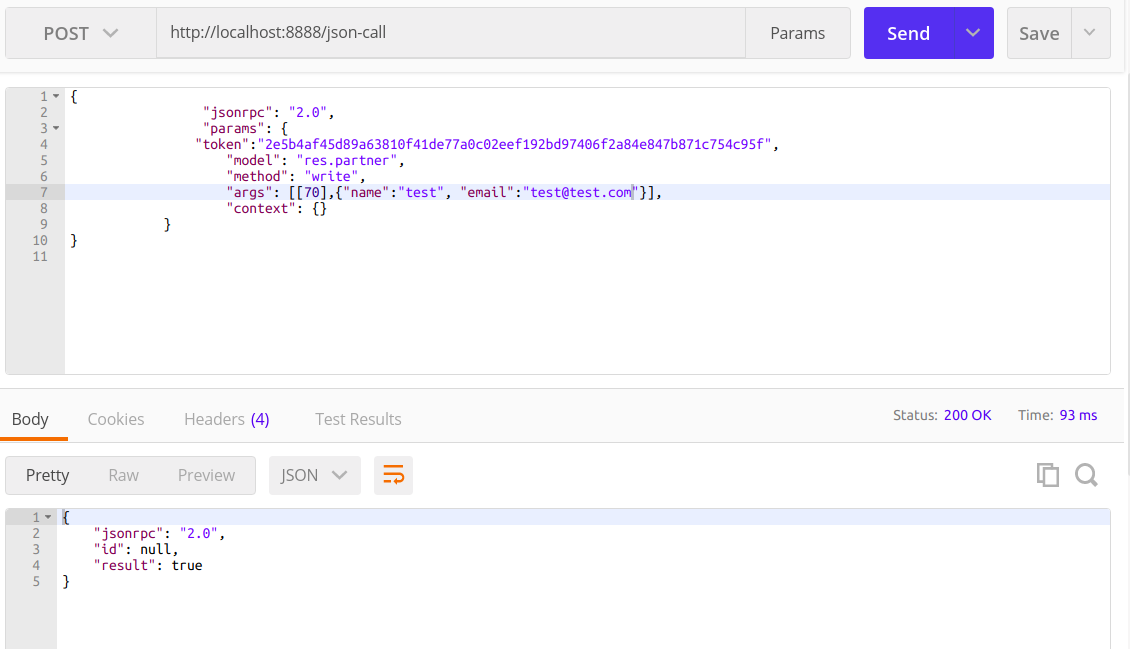 POST http://localhost:8888/json-call Params Send Save
1 {
2 "jsonrpc": "2.0",
3 "params": {
4 "token":"2e5b4af45d89a63810f41de77a0c02eef192bd97406f2a84e847b871c754c95f",
5 "model": "res.partner",
6 "method": "write",
7 "args": [[70],{"name":"test", "email":"test@test.com"}],
8 "context": {}
9 }
10 }
11
Body Cookies Headers (4) Test Results Status: 200 OK Time: 93 ms
Pretty Raw Preview JSON
1 {
2 "jsonrpc": "2.0",
3 "id": null,
4 "result": true
5 }